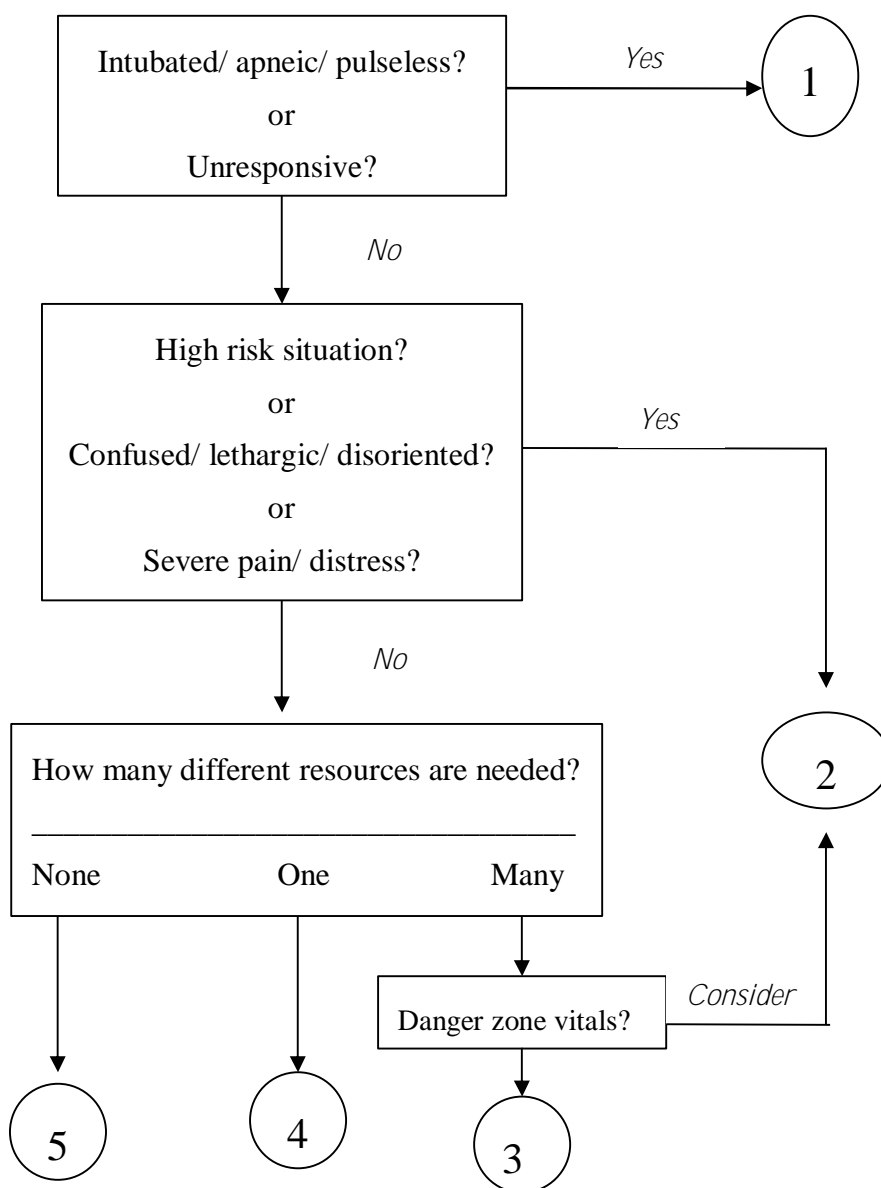 Intubated/ apneic/ pulseless?
or
Unresponsive?
Yes
1
No
High risk situation?
or
Confused/ lethargic/ disoriented?
or
Severe pain/ distress?
Yes
No
2
How many different resources are needed?
None One Many
Danger zone vitals?
Consider
5
4
3